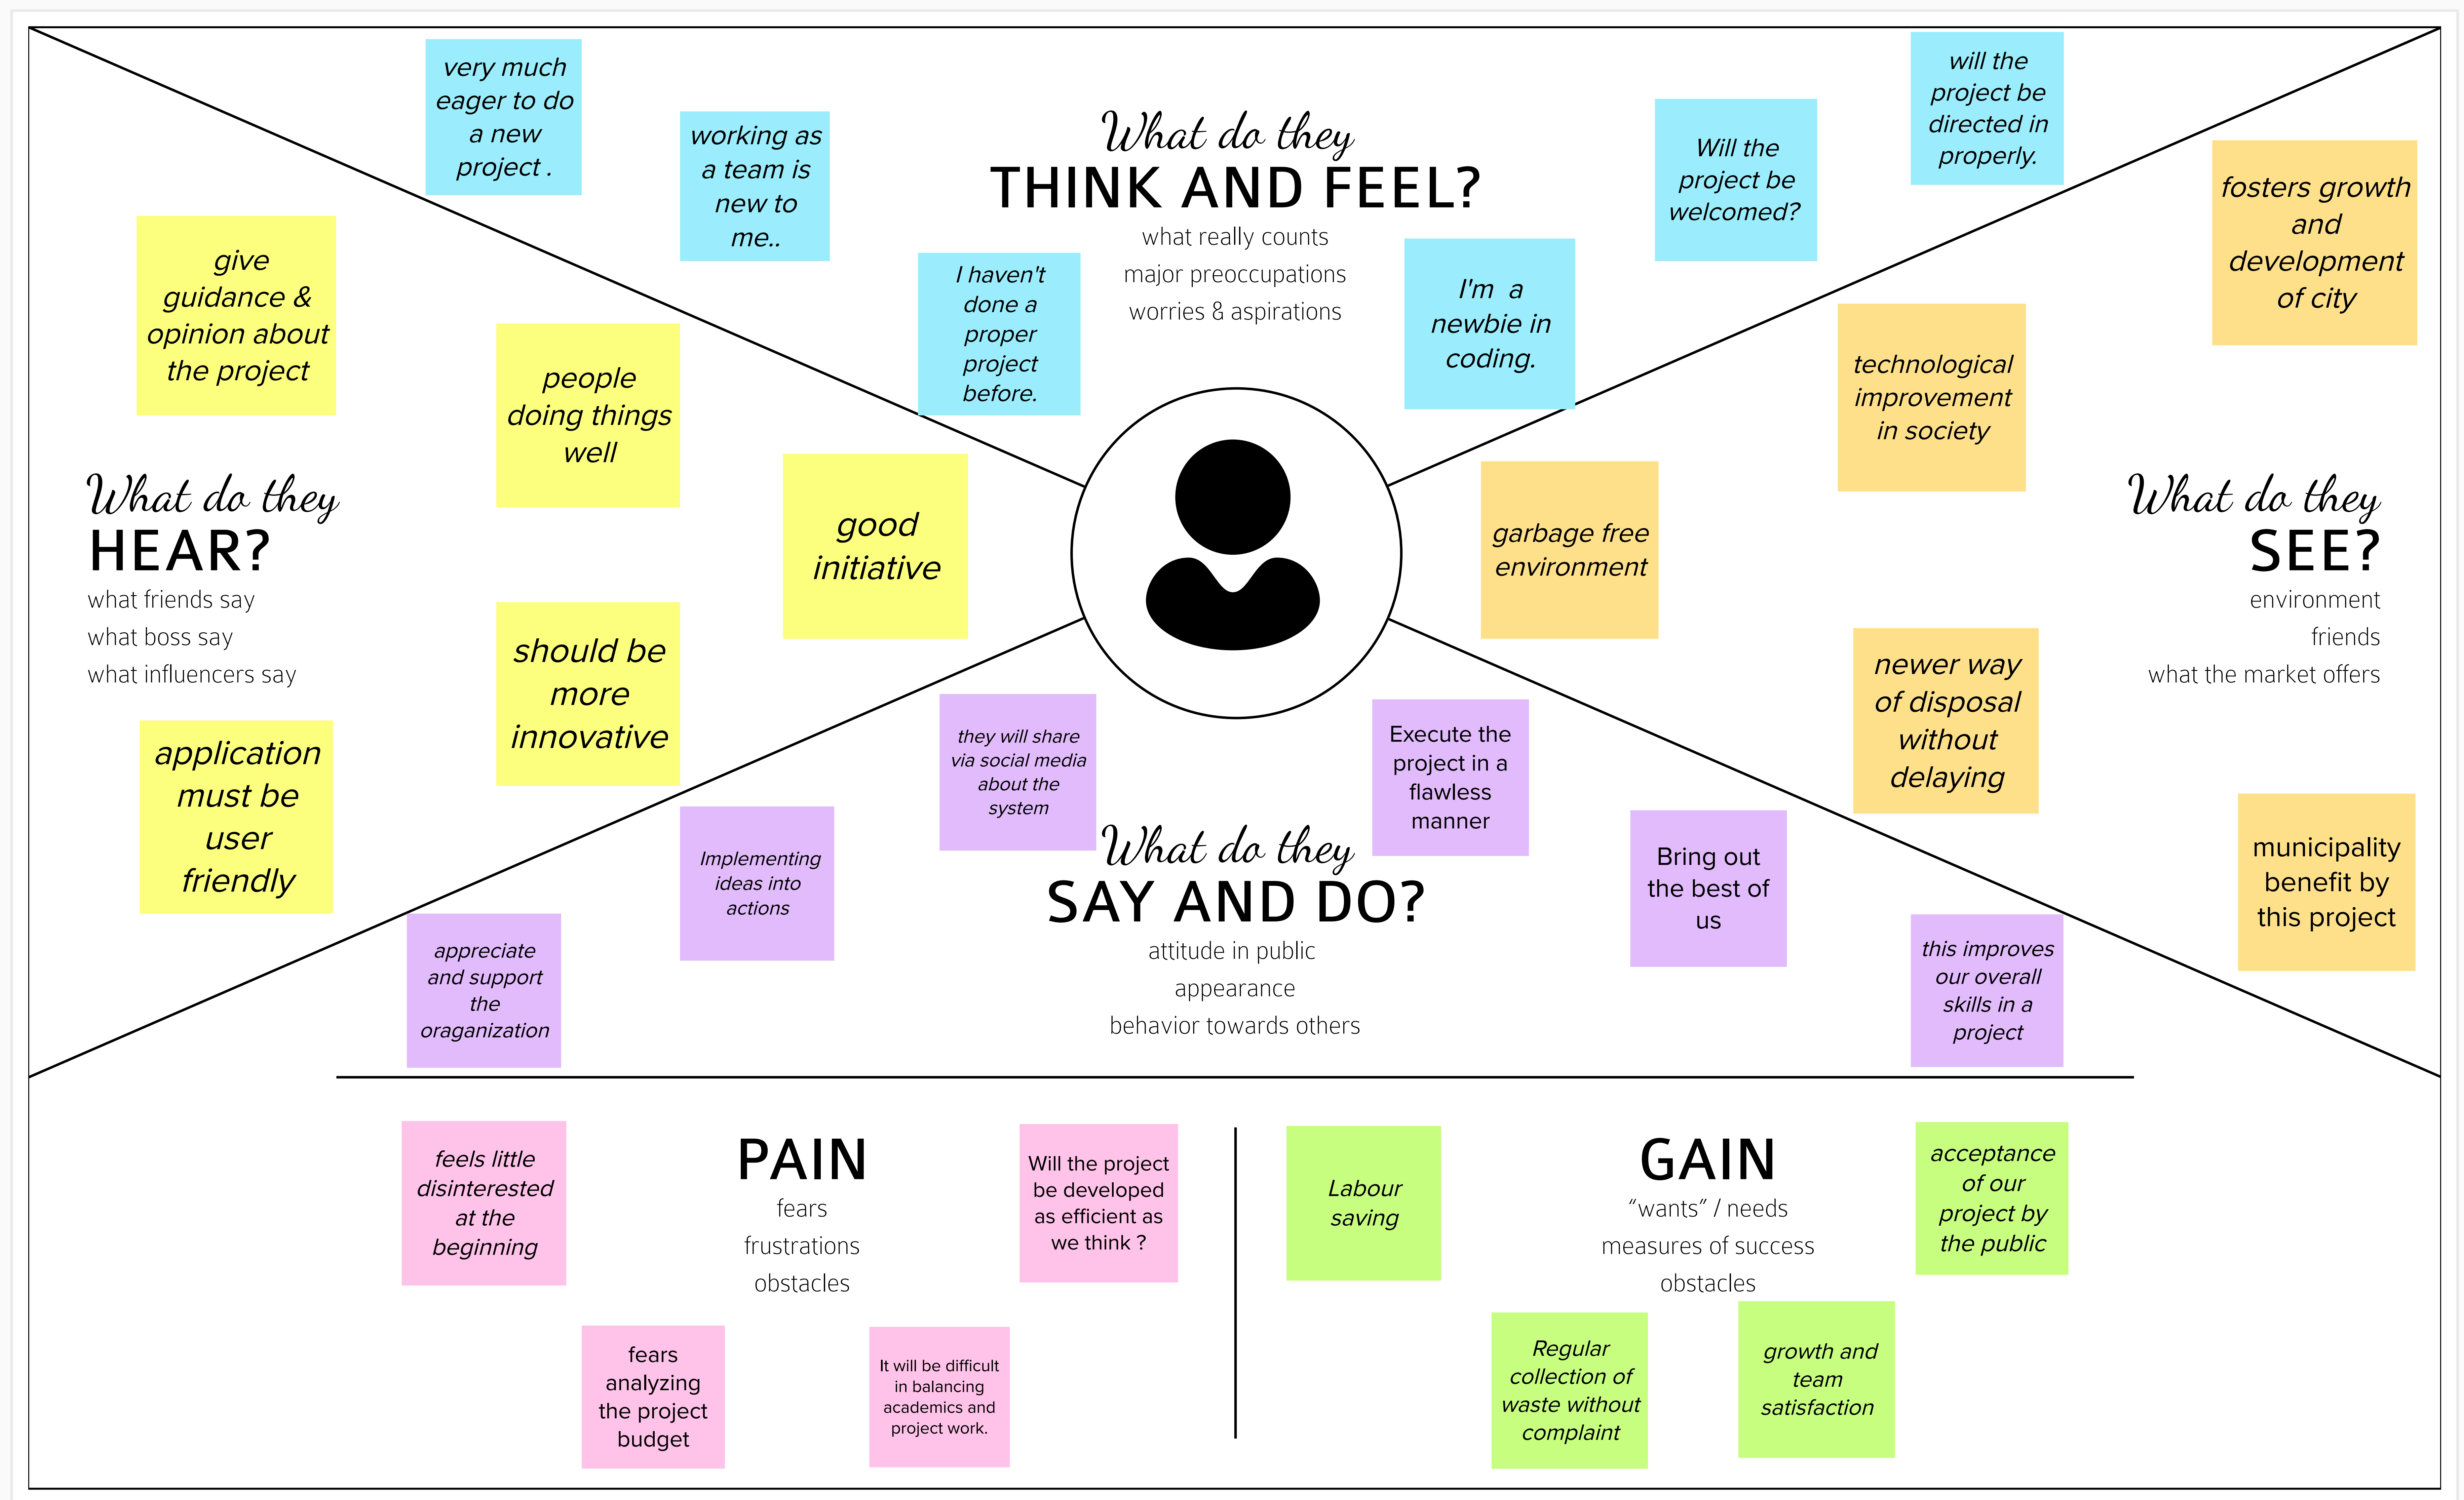 What do they
THINK AND FEEL?
what really counts
major preoccupations
worries & aspirations
very much
eager to do
a new
project .
working as
a team is
new to
me..
I haven't
done a
proper
project
before.
I'm  a
newbie in
coding.
Will the
project be
welcomed?
will the
project be
directed in
properly.
What do they
HEAR?
what friends say
what boss say
what influencers say
give
guidance &
opinion about
the project
people
doing things
well
good
initiative
should be
more
innovative
application
must be
user
friendly
What do they
SEE?
environment
friends
what the market offers
fosters growth
and
development
of city
technological
improvement
in society
garbage free
environment
newer way
of disposal
without
delaying
municipality
benefit by
this project
What do they
SAY AND DO?
attitude in public
appearance
behavior towards others
appreciate
and support
the
oraganization
Implementing
ideas into
actions
they will share
via social media
about the
system
Execute the
project in a
flawless
manner
Bring out
the best of
us
this improves
our overall
skills in a
project
PAIN
fears
frustrations
obstacles
feels little
disinterested
at the
beginning
fears
analyzing
the project
budget
It will be difficult
in balancing
academics and
project work.
Will the project
be developed
as efficient as
we think ?
GAIN
“wants” / needs
measures of success
obstacles
Labour
saving
Regular
collection of
waste without
complaint
growth and
team
satisfaction
acceptance
of our
project by
the public